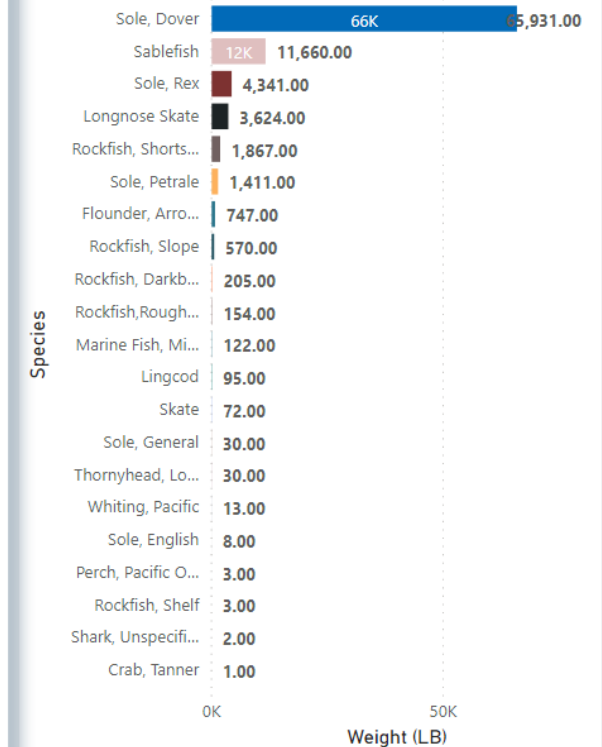 Sole, Dover 66K 65,931.00
Sablefish 12K 11,660.00
Sole, Rex 4,341.00
Longnose Skate 3,624.00
Rockfish, Shorts... 1,867.00
Sole, Petrale 1,411.00
Flounder, Arro... 747.00
Rockfish, Slope 570.00
Rockfish, Darkb... 205.00
Rockfish,Rough... 154.00
Marine Fish, Mi... 122.00
Lingcod 95.00
Skate 72.00
Sole, General 30.00
Thornyhead, Lo... 30.00
Whiting, Pacific 13.00
Sole, English 8.00
Perch, Pacific O... 3.00
Rockfish, Shelf 3.00
Shark, Unspecifi... 2.00
Crab, Tanner 1.00
Species
0K 50K
Weight (LB)